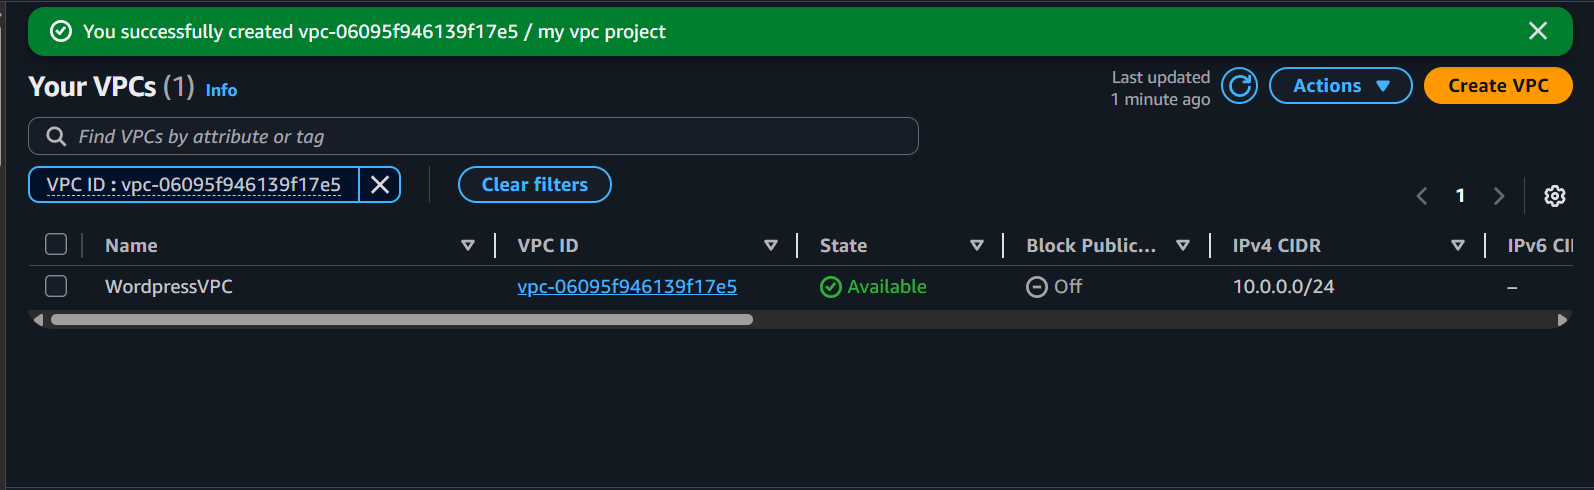 You successfully created vpc-06095f946139f17e5 / my vpc project
Your VPCs (1) Info
Last updated
1 minute ago
Actions
Create VPC
Find VPCs by attribute or tag
VPC ID : vpc-06095f946139f17e5
Clear filters
1
Name VPC ID State Block Public... IPv4 CIDR IPv6 CI
WordpressVPC vpc-06095f946139f17e5 Available Off 10.0.0.0/24 –